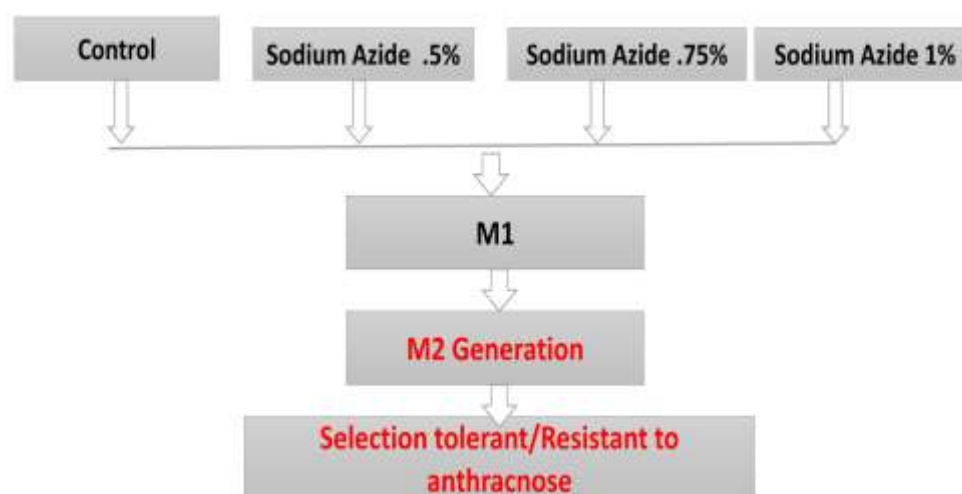 Control
Sodium Azide .5%
Sodium Azide .75%
Sodium Azide 1%
M1
M2 Generation
Selection tolerant/Resistant to
anthracnose